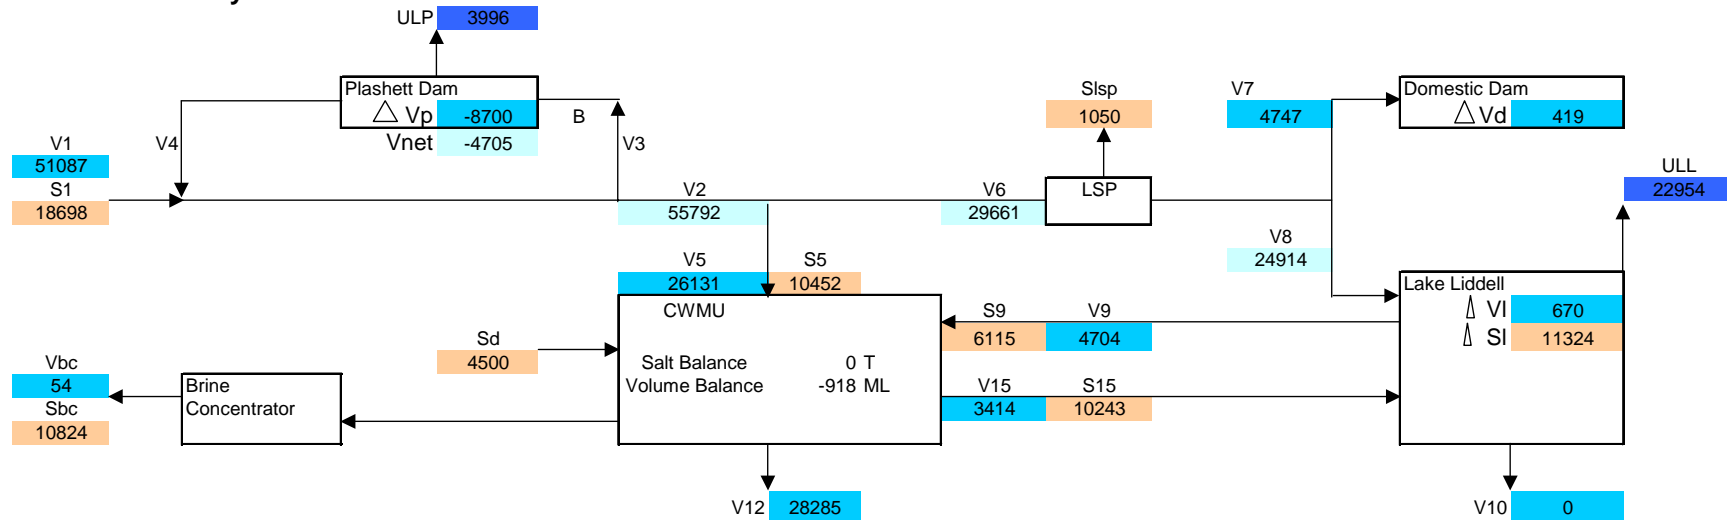 ULP 3996
Plashett Dam
△ Vp -8700
Vnet -4705
B
V4
V3
V1
51087
S1
18698
Slsp
1050
V7
4747
Domestic Dam
△ Vd 419
ULL
22954
V2
55792
V6
29661
LSP
V8
24914
V5 S5
26131 10452
CWMU
Salt Balance 0 T
Volume Balance -918 ML
Lake Liddell
△ Vl 670
△ Sl 11324
S9 V9
6115 4704
Sd
4500
Vbc
54
Sbc
10824
Brine
Concentrator
V15 S15
3414 10243
V12 28285
V10 0